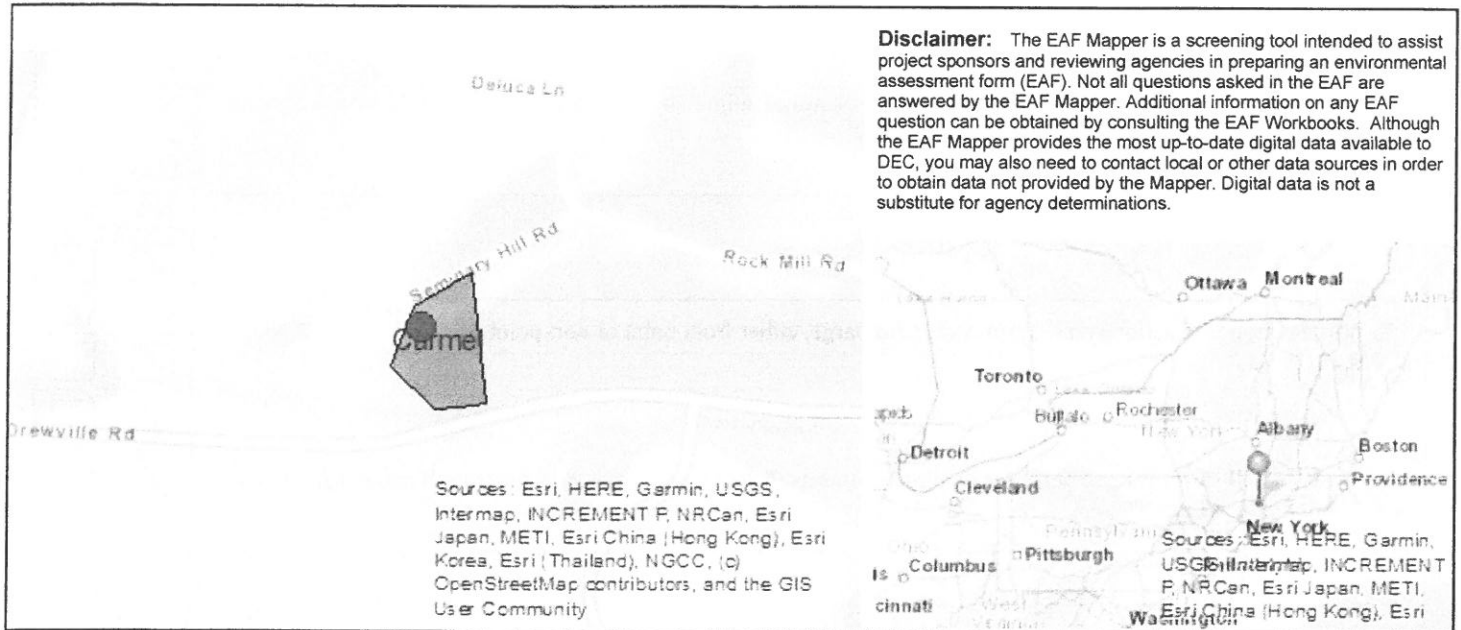 Disclaimer: The EAF Mapper is a screening tool intended to assist
project sponsors and reviewing agencies in preparing an environmental
assessment form (EAF). Not all questions asked in the EAF are
answered by the EAF Mapper. Additional information on any EAF
question can be obtained by consulting the EAF Workbooks. Although
the EAF Mapper provides the most up-to-date digital data available to
DEC, you may also need to contact local or other data sources in order
to obtain data not provided by the Mapper. Digital data is not a
substitute for agency determinations.
Deluca Ln
Seminary Hill Rd
Rock Mill Rd
Carmel
Drewville Rd
Sources: Esri, HERE, Garmin, USGS,
Intermap, INCREMENT P, NRCan, Esri
Japan, METI, Esri China (Hong Kong), Esri
Korea, Esri (Thailand), NGCC, (c)
OpenStreetMap contributors, and the GIS
User Community
Ottawa
Montreal
Toronto
Buffalo
Rochester
New York
Albany
Boston
Detroit
Providence
Cleveland
New York
Pittsburgh
Columbus
cinnati
Washington
Sources: Esri, HERE, Garmin,
USGS, Intermap, INCREMENT
P, NRCan, Esri Japan, METI,
Esri China (Hong Kong), Esri